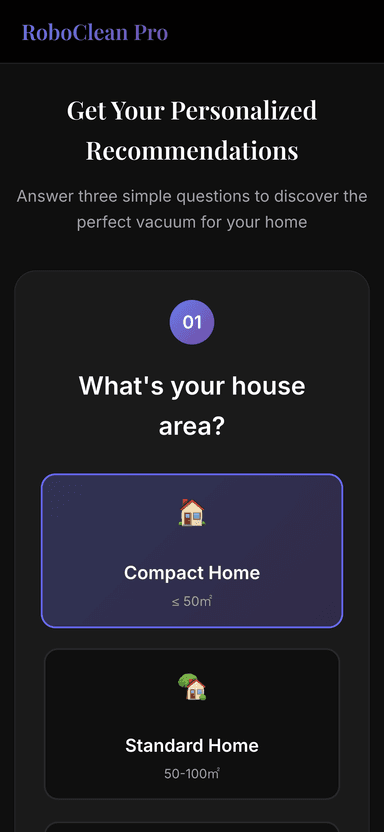 RoboClean Pro
Get Your Personalized
Recommendations
Answer three simple questions to discover the
perfect vacuum for your home
01
What's your house
area?
Compact Home
≤ 50㎡
Standard Home
50-100㎡